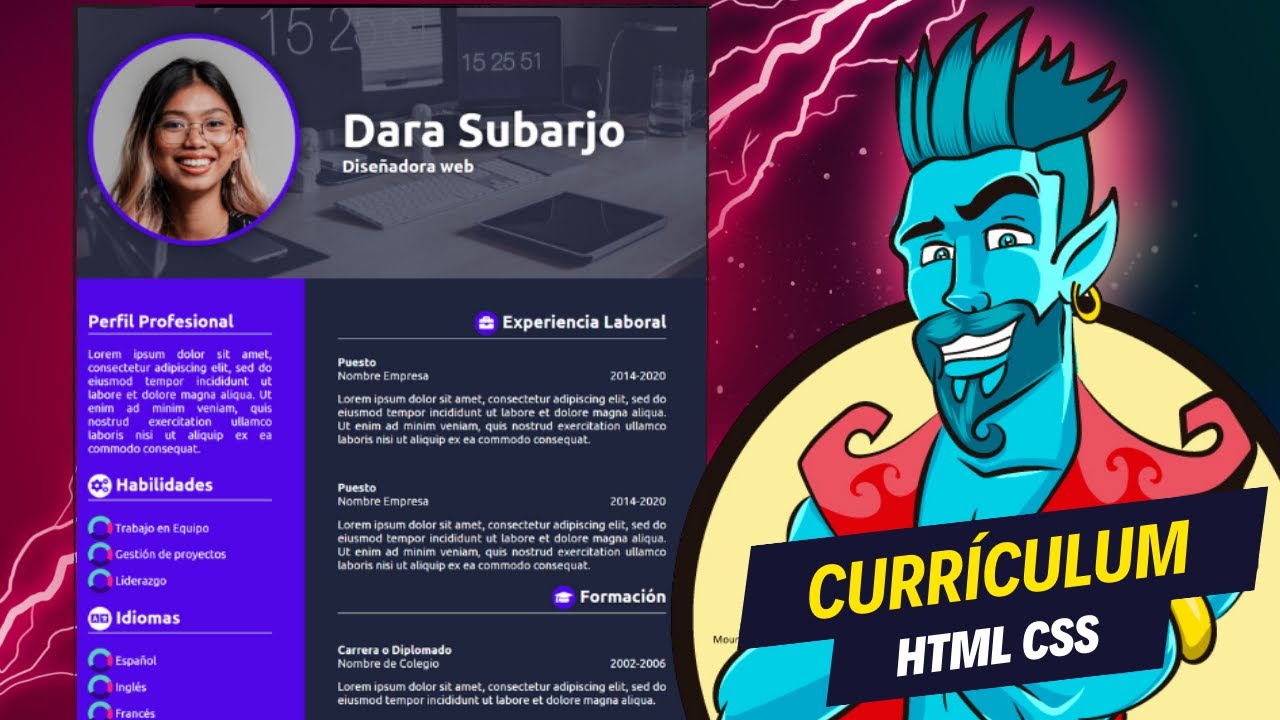 15 25 51
15 25 51
Dara Subarjo
Diseñadora web
Perfil Profesional
Lorem ipsum dolor sit amet,
consectetur adipiscing elit, sed do
eiusmod tempor incididunt ut
labore et dolore magna aliqua. Ut
enim ad minim veniam, quis
nostrud exercitation ullamco
laboris nisi ut aliquip ex ea
commodo consequat.
Habilidades
Trabajo en Equipo
Gestión de proyectos
Liderazgo
Idiomas
Español
Inglés
Francés
Experiencia Laboral
Puesto
Nombre Empresa 2014-2020
Lorem ipsum dolor sit amet, consectetur adipiscing elit, sed do
eiusmod tempor incididunt ut labore et dolore magna aliqua.
Ut enim ad minim veniam, quis nostrud exercitation ullamco
laboris nisi ut aliquip ex ea commodo consequat.
Puesto
Nombre Empresa 2014-2020
Lorem ipsum dolor sit amet, consectetur adipiscing elit, sed do
eiusmod tempor incididunt ut labore et dolore magna aliqua.
Ut enim ad minim veniam, quis nostrud exercitation ullamco
laboris nisi ut aliquip ex ea commodo consequat.
Formación
Carrera o Diplomado
Nombre de Colegio 2002-2006
Lorem ipsum dolor sit amet, consectetur adipiscing elit, sed do
eiusmod tempor incididunt ut labore et dolore magna aliqua.
CURRÍCULUM
HTML CSS